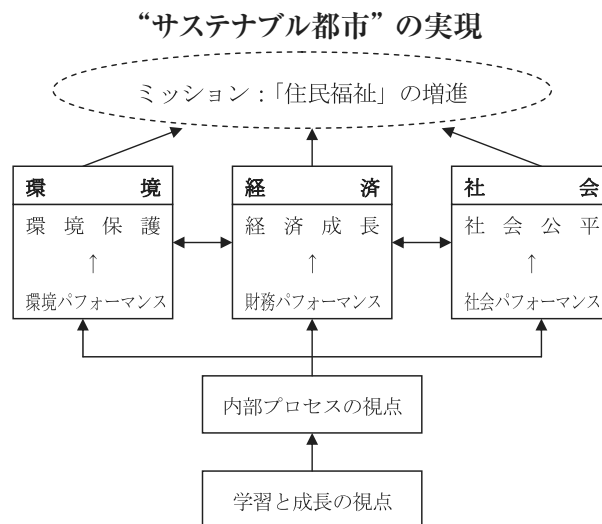 “サステナブル都市”の実現
ミッション:「住民福祉」の増進
環境
環境保護
↑
環境パフォーマンス
経済
経済成長
↑
財務パフォーマンス
社会
社会公平
↑
社会パフォーマンス
内部プロセスの視点
学習と成長の視点